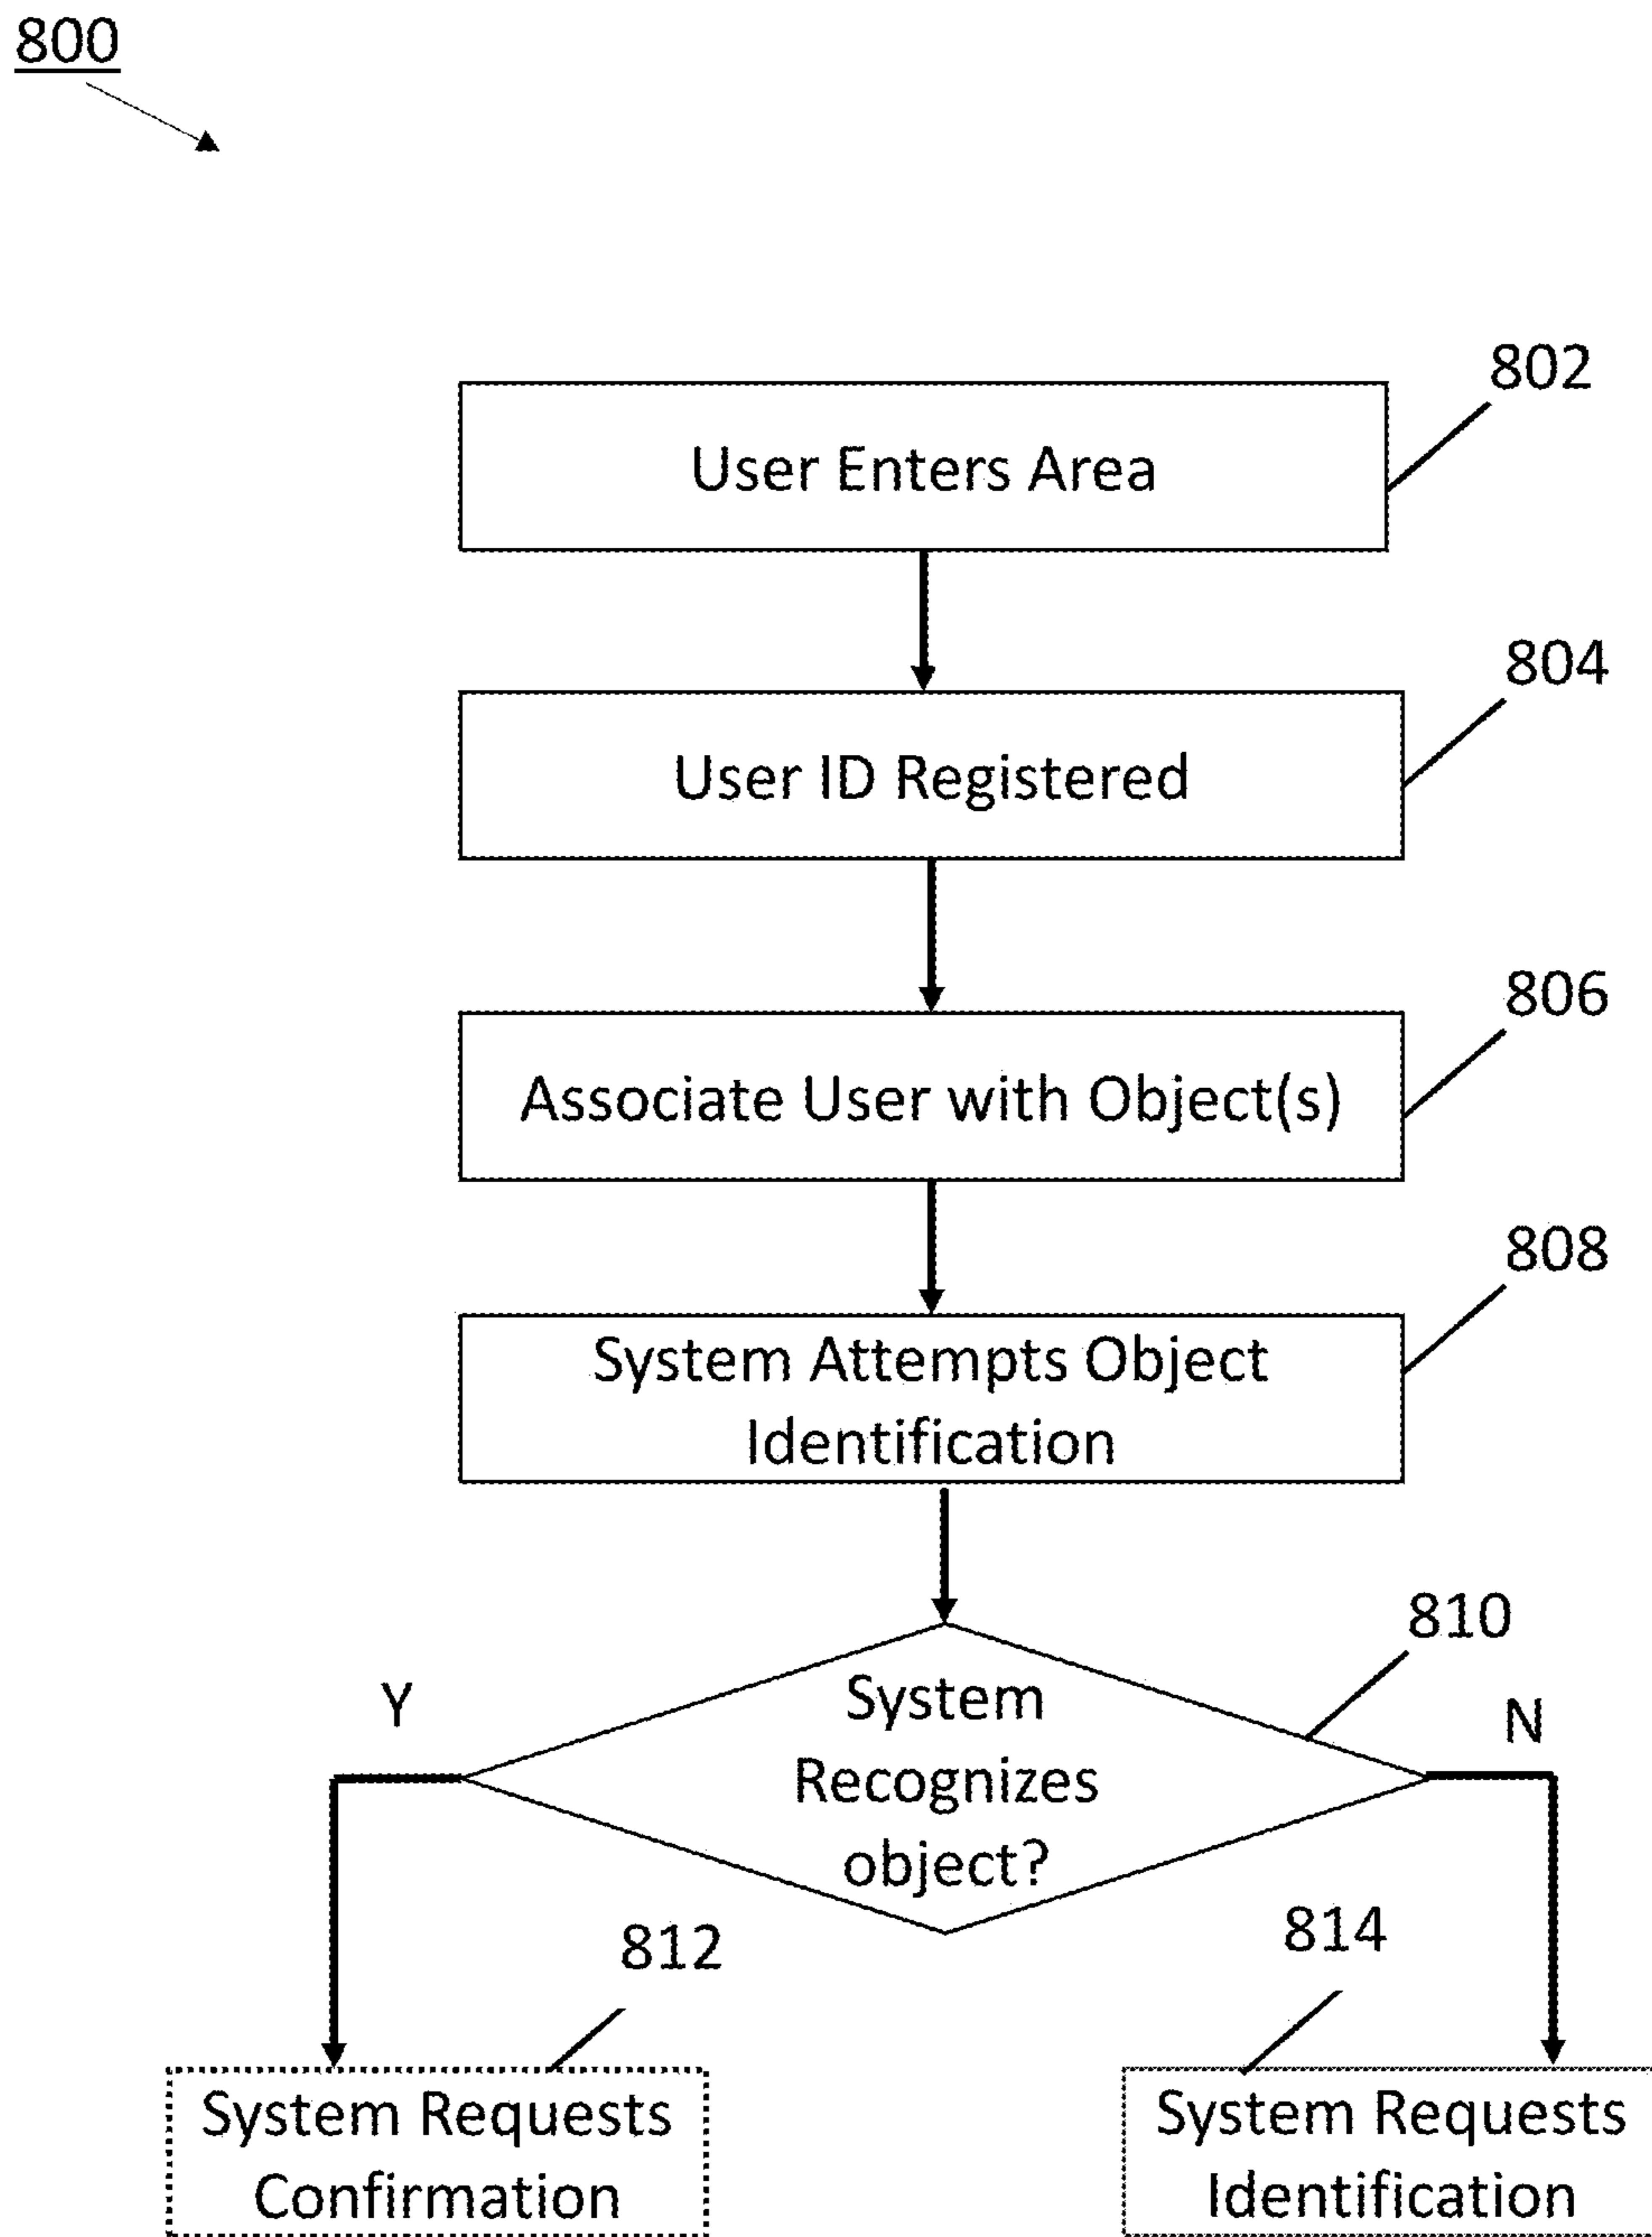 800
802
User Enters Area
804
User ID Registered
806
Associate User with Object(s)
808
System Attempts Object
Identification
810
Y
System
N
Recognizes
object?
812
814
System Requests
Confirmation
System Requests
Identification